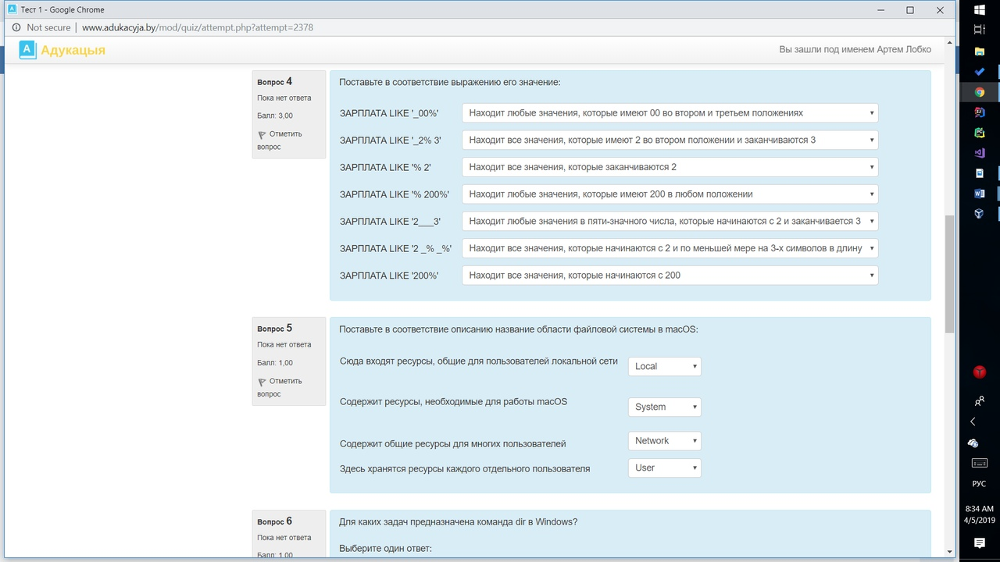 Тест 1 - Google Chrome
Not secure | www.adukacyja.by/mod/quiz/attempt.php?attempt=2378
A Адукацыя
Вы зашли под именем Артем Лобко
Вопрос 4
Пока нет ответа
Балл: 3,00
Отметить
вопрос
Поставьте в соответствие выражению его значение:
ЗАРПЛАТА LIKE '_00%' Находит любые значения, которые имеют 00 во втором и третьем положениях
ЗАРПЛАТА LIKE '_2%3' Находит все значения, которые имеют 2 во втором положении и заканчиваются 3
ЗАРПЛАТА LIKE '% 2' Находит все значения, которые заканчиваются 2
ЗАРПЛАТА LIKE '% 200%' Находит любые значения, которые имеют 200 в любом положении
ЗАРПЛАТА LIKE '2___3' Находит любые значения в пяти-значного числа, которые начинаются с 2 и заканчивается 3
ЗАРПЛАТА LIKE '2 _% _%' Находит все значения, которые начинаются с 2 и по меньшей мере на 3-х символов в длину
ЗАРПЛАТА LIKE '200%' Находит все значения, которые начинаются с 200
Вопрос 5
Пока нет ответа
Балл: 1,00
Отметить
вопрос
Поставьте в соответствие описанию название области файловой системы в macOS:
Сюда входят ресурсы, общие для пользователей локальной сети Local
Содержит ресурсы, необходимые для работы macOS System
Содержит общие ресурсы для многих пользователей Network
Здесь хранятся ресурсы каждого отдельного пользователя User
Вопрос 6
Пока нет ответа
Балл: 1,00
Для каких задач предназначена команда dir в Windows?
Выберите один ответ:
РУС
8:34 AM
4/5/2019